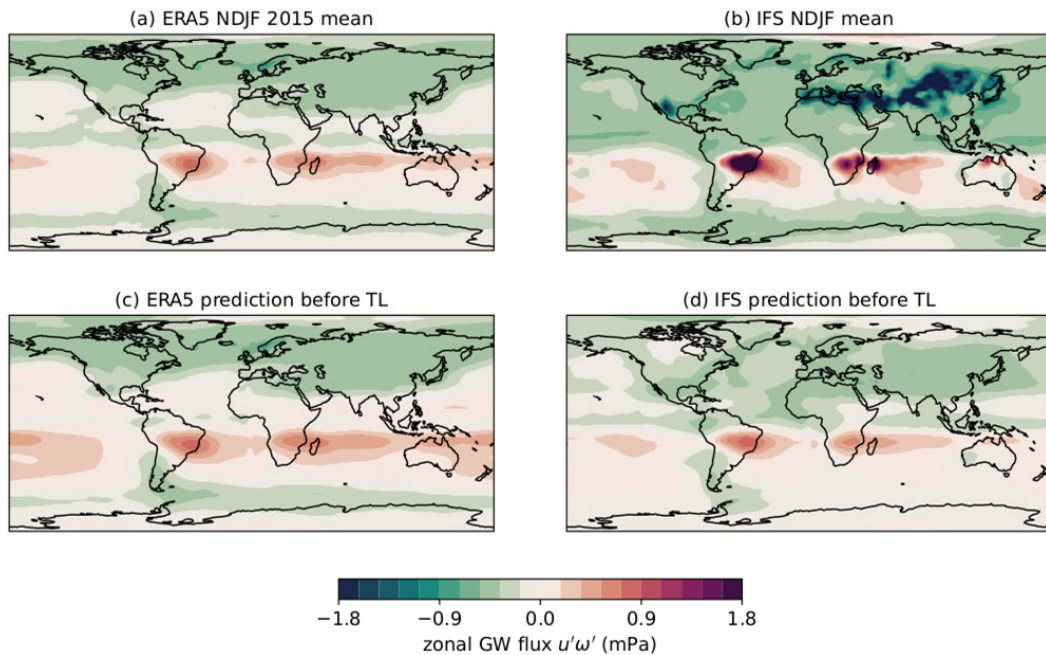 (a) ERA5 NDJF 2015 mean
(b) IFS NDJF mean
(c) ERA5 prediction before TL
(d) IFS prediction before TL
−1.8 −0.9 0.0 0.9 1.8
zonal GW flux u′ω′ (mPa)